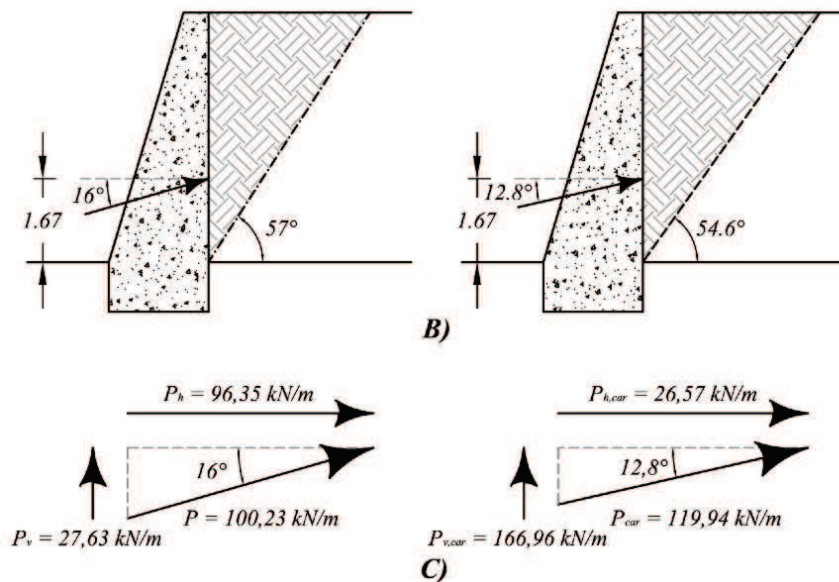 16°
1.67
57°
12.8°
1.67
54.6°
B)
Pₕ = 96,35 kN/m
16°
P = 100,23 kN/m
Pᵥ = 27,63 kN/m
Ph,car = 26,57 kN/m
12,8°
Pcar = 119,94 kN/m
Pv,car = 166,96 kN/m
C)